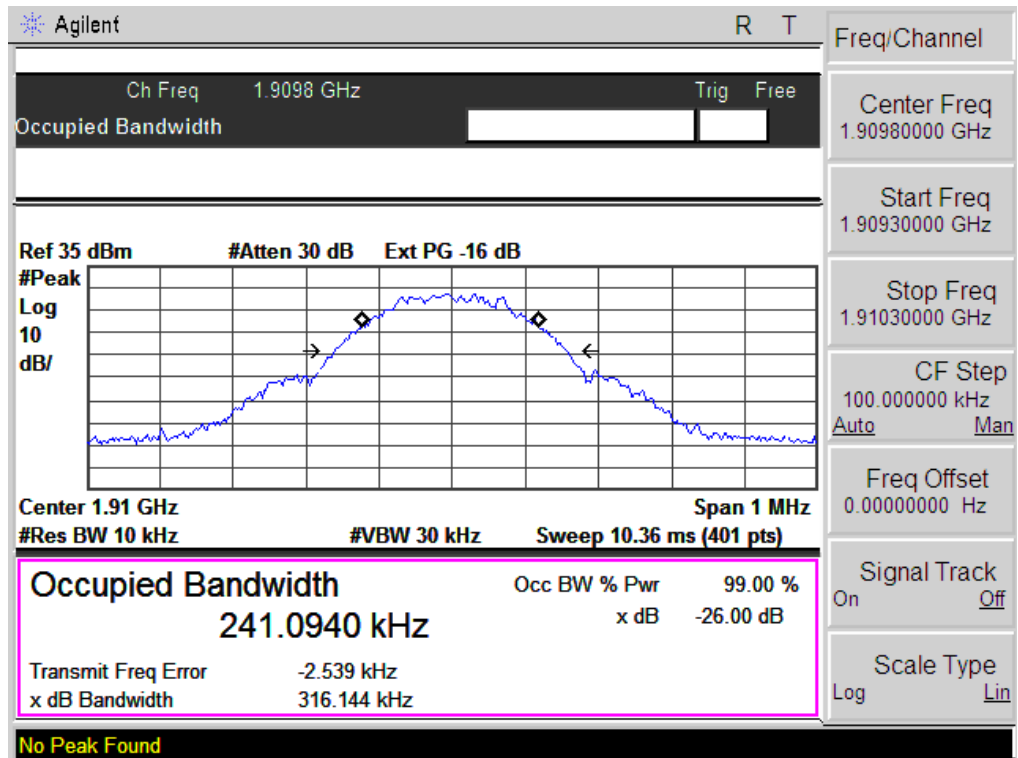 Agilent R T
Ch Freq 1.9098 GHz Trig Free
Occupied Bandwidth
Ref 35 dBm #Atten 30 dB Ext PG -16 dB
#Peak
Log
10
dB/
Center 1.91 GHz Span 1 MHz
#Res BW 10 kHz #VBW 30 kHz Sweep 10.36 ms (401 pts)
Occupied Bandwidth Occ BW % Pwr 99.00 %
241.0940 kHz x dB -26.00 dB
Transmit Freq Error -2.539 kHz
x dB Bandwidth 316.144 kHz
No Peak Found
Freq/Channel
Center Freq
1.90980000 GHz
Start Freq
1.90930000 GHz
Stop Freq
1.91030000 GHz
CF Step
100.000000 kHz
Auto Man
Freq Offset
0.00000000 Hz
Signal Track
On Off
Scale Type
Log Lin